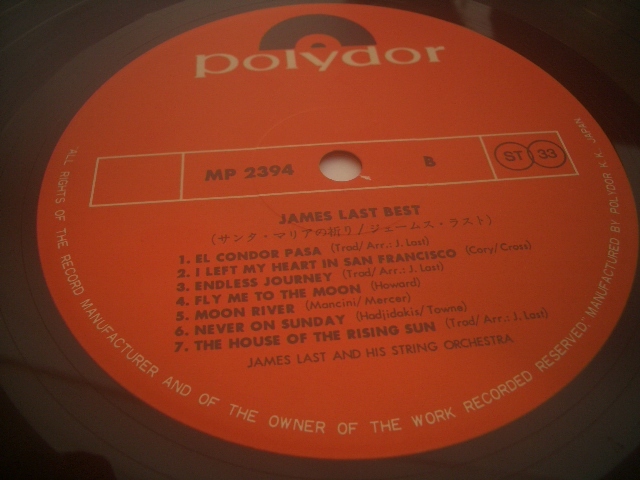 polydor
MP 2394 B ST 33
JAMES LAST BEST
(サンタ・マリアの祈り/ジェームス・ラスト)
1. EL CONDOR PASA (Trad/Arr.: J. Last)
2. I LEFT MY HEART IN SAN FRANCISCO (Cory/Cross)
3. ENDLESS JOURNEY (Trad/Arr.: J. Last)
4. FLY ME TO THE MOON (Howard)
5. MOON RIVER (Mancini/Mercer)
6. NEVER ON SUNDAY (Hadjidakis/Towne)
7. THE HOUSE OF THE RISING SUN (Trad/Arr.: J. Last)
JAMES LAST AND HIS STRING ORCHESTRA
ALL RIGHTS OF THE RECORD MANUFACTURER AND OF THE OWNER OF THE WORK RECORDED RESERVED; MANUFACTURED BY POLYDOR K.K. JAPAN